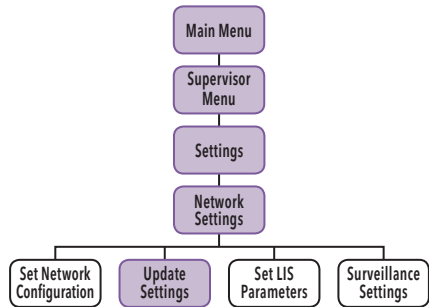 Main Menu
Supervisor
Menu
Settings
Network
Settings
Set Network
Configuration
Update
Settings
Set LIS
Parameters
Surveillance
Settings